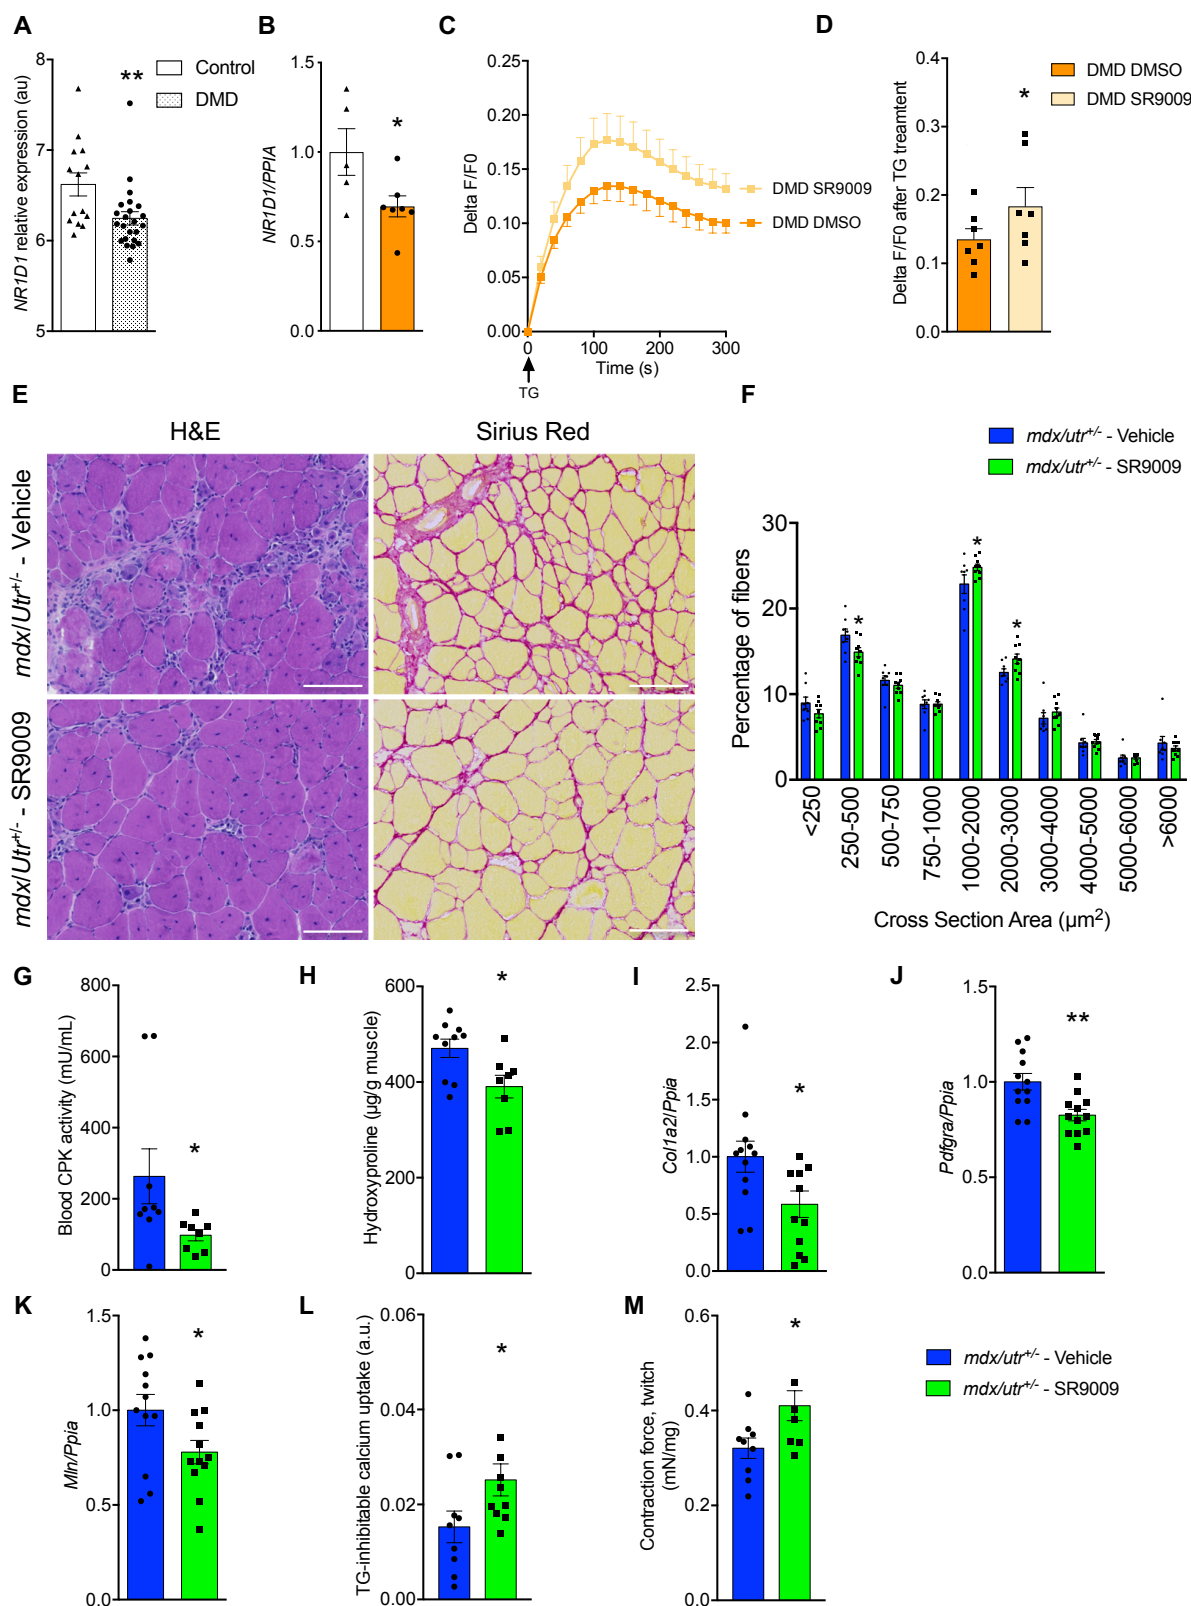 A
NR1D1 relative expression (au)
8
7
6
5
**
Control
DMD
B
NR1D1/PPIA
1.5
1.0
0.5
0.0
*
C
Delta F/F0
0.25
0.20
0.15
0.10
0.05
0.00
0
100
200
300
Time (s)
TG
DMD SR9009
DMD DMSO
D
Delta F/F0 after TG treamtment
0.4
0.3
0.2
0.1
0.0
*
DMD DMSO
DMD SR9009
E
H&E
Sirius Red
mdx/Utr+/- - Vehicle
mdx/Utr+/- - SR9009
F
mdx/utr+/- - Vehicle
mdx/utr+/- - SR9009
Percentage of fibers
30
20
10
0
*
*
*
<250
250-500
500-750
750-1000
1000-2000
2000-3000
3000-4000
4000-5000
5000-6000
>6000
Cross Section Area (µm2)
G
Blood CPK activity (mU/mL)
800
600
400
200
0
*
H
Hydroxyproline (µg/g muscle)
600
400
200
0
*
I
Col1a2/Ppia
2.5
2.0
1.5
1.0
0.5
0.0
*
J
Pdfgra/Ppia
1.5
1.0
0.5
0.0
**
K
Mln/Ppia
1.5
1.0
0.5
0.0
*
L
TG-inhibitable calcium uptake (a.u.)
0.06
0.04
0.02
0.00
*
M
Contraction force, twitch
(mN/mg)
0.6
0.4
0.2
0.0
*
mdx/utr+/- - Vehicle
mdx/utr+/- - SR9009